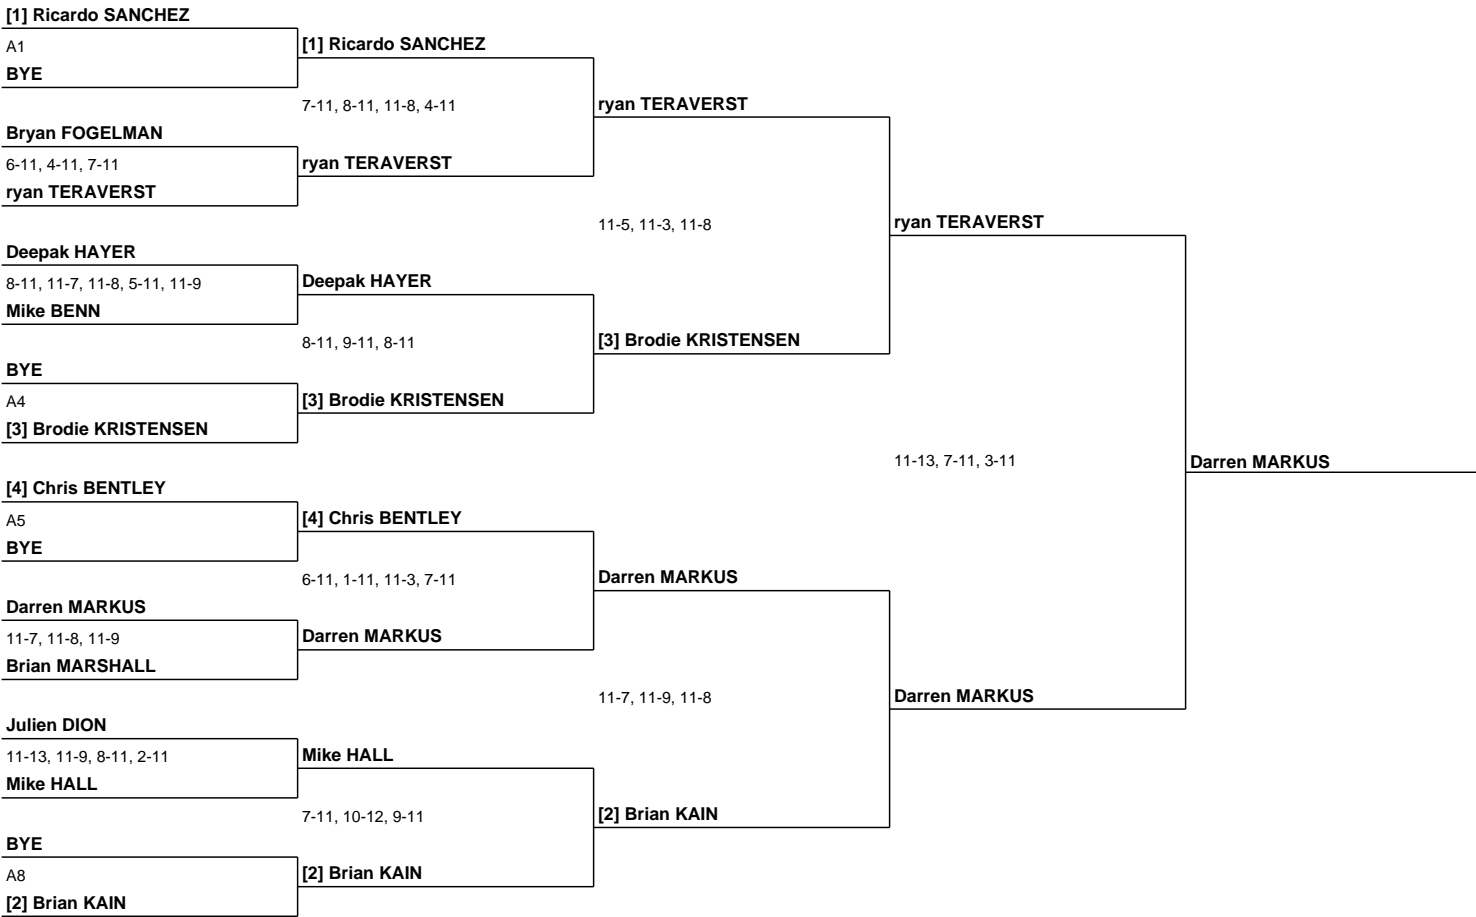 [1] Ricardo SANCHEZ
A1
BYE
Bryan FOGELMAN
6-11, 4-11, 7-11
ryan TERAVERST
Deepak HAYER
8-11, 11-7, 11-8, 5-11, 11-9
Mike BENN
BYE
A4
[3] Brodie KRISTENSEN
[4] Chris BENTLEY
A5
BYE
Darren MARKUS
11-7, 11-8, 11-9
Brian MARSHALL
Julien DION
11-13, 11-9, 8-11, 2-11
Mike HALL
BYE
A8
[2] Brian KAIN
[1] Ricardo SANCHEZ
7-11, 8-11, 11-8, 4-11
ryan TERAVERST
Deepak HAYER
8-11, 9-11, 8-11
[3] Brodie KRISTENSEN
[4] Chris BENTLEY
6-11, 1-11, 11-3, 7-11
Darren MARKUS
Mike HALL
7-11, 10-12, 9-11
[2] Brian KAIN
ryan TERAVERST
11-5, 11-3, 11-8
[3] Brodie KRISTENSEN
Darren MARKUS
11-7, 11-9, 11-8
[2] Brian KAIN
ryan TERAVERST
11-13, 7-11, 3-11
Darren MARKUS
Darren MARKUS